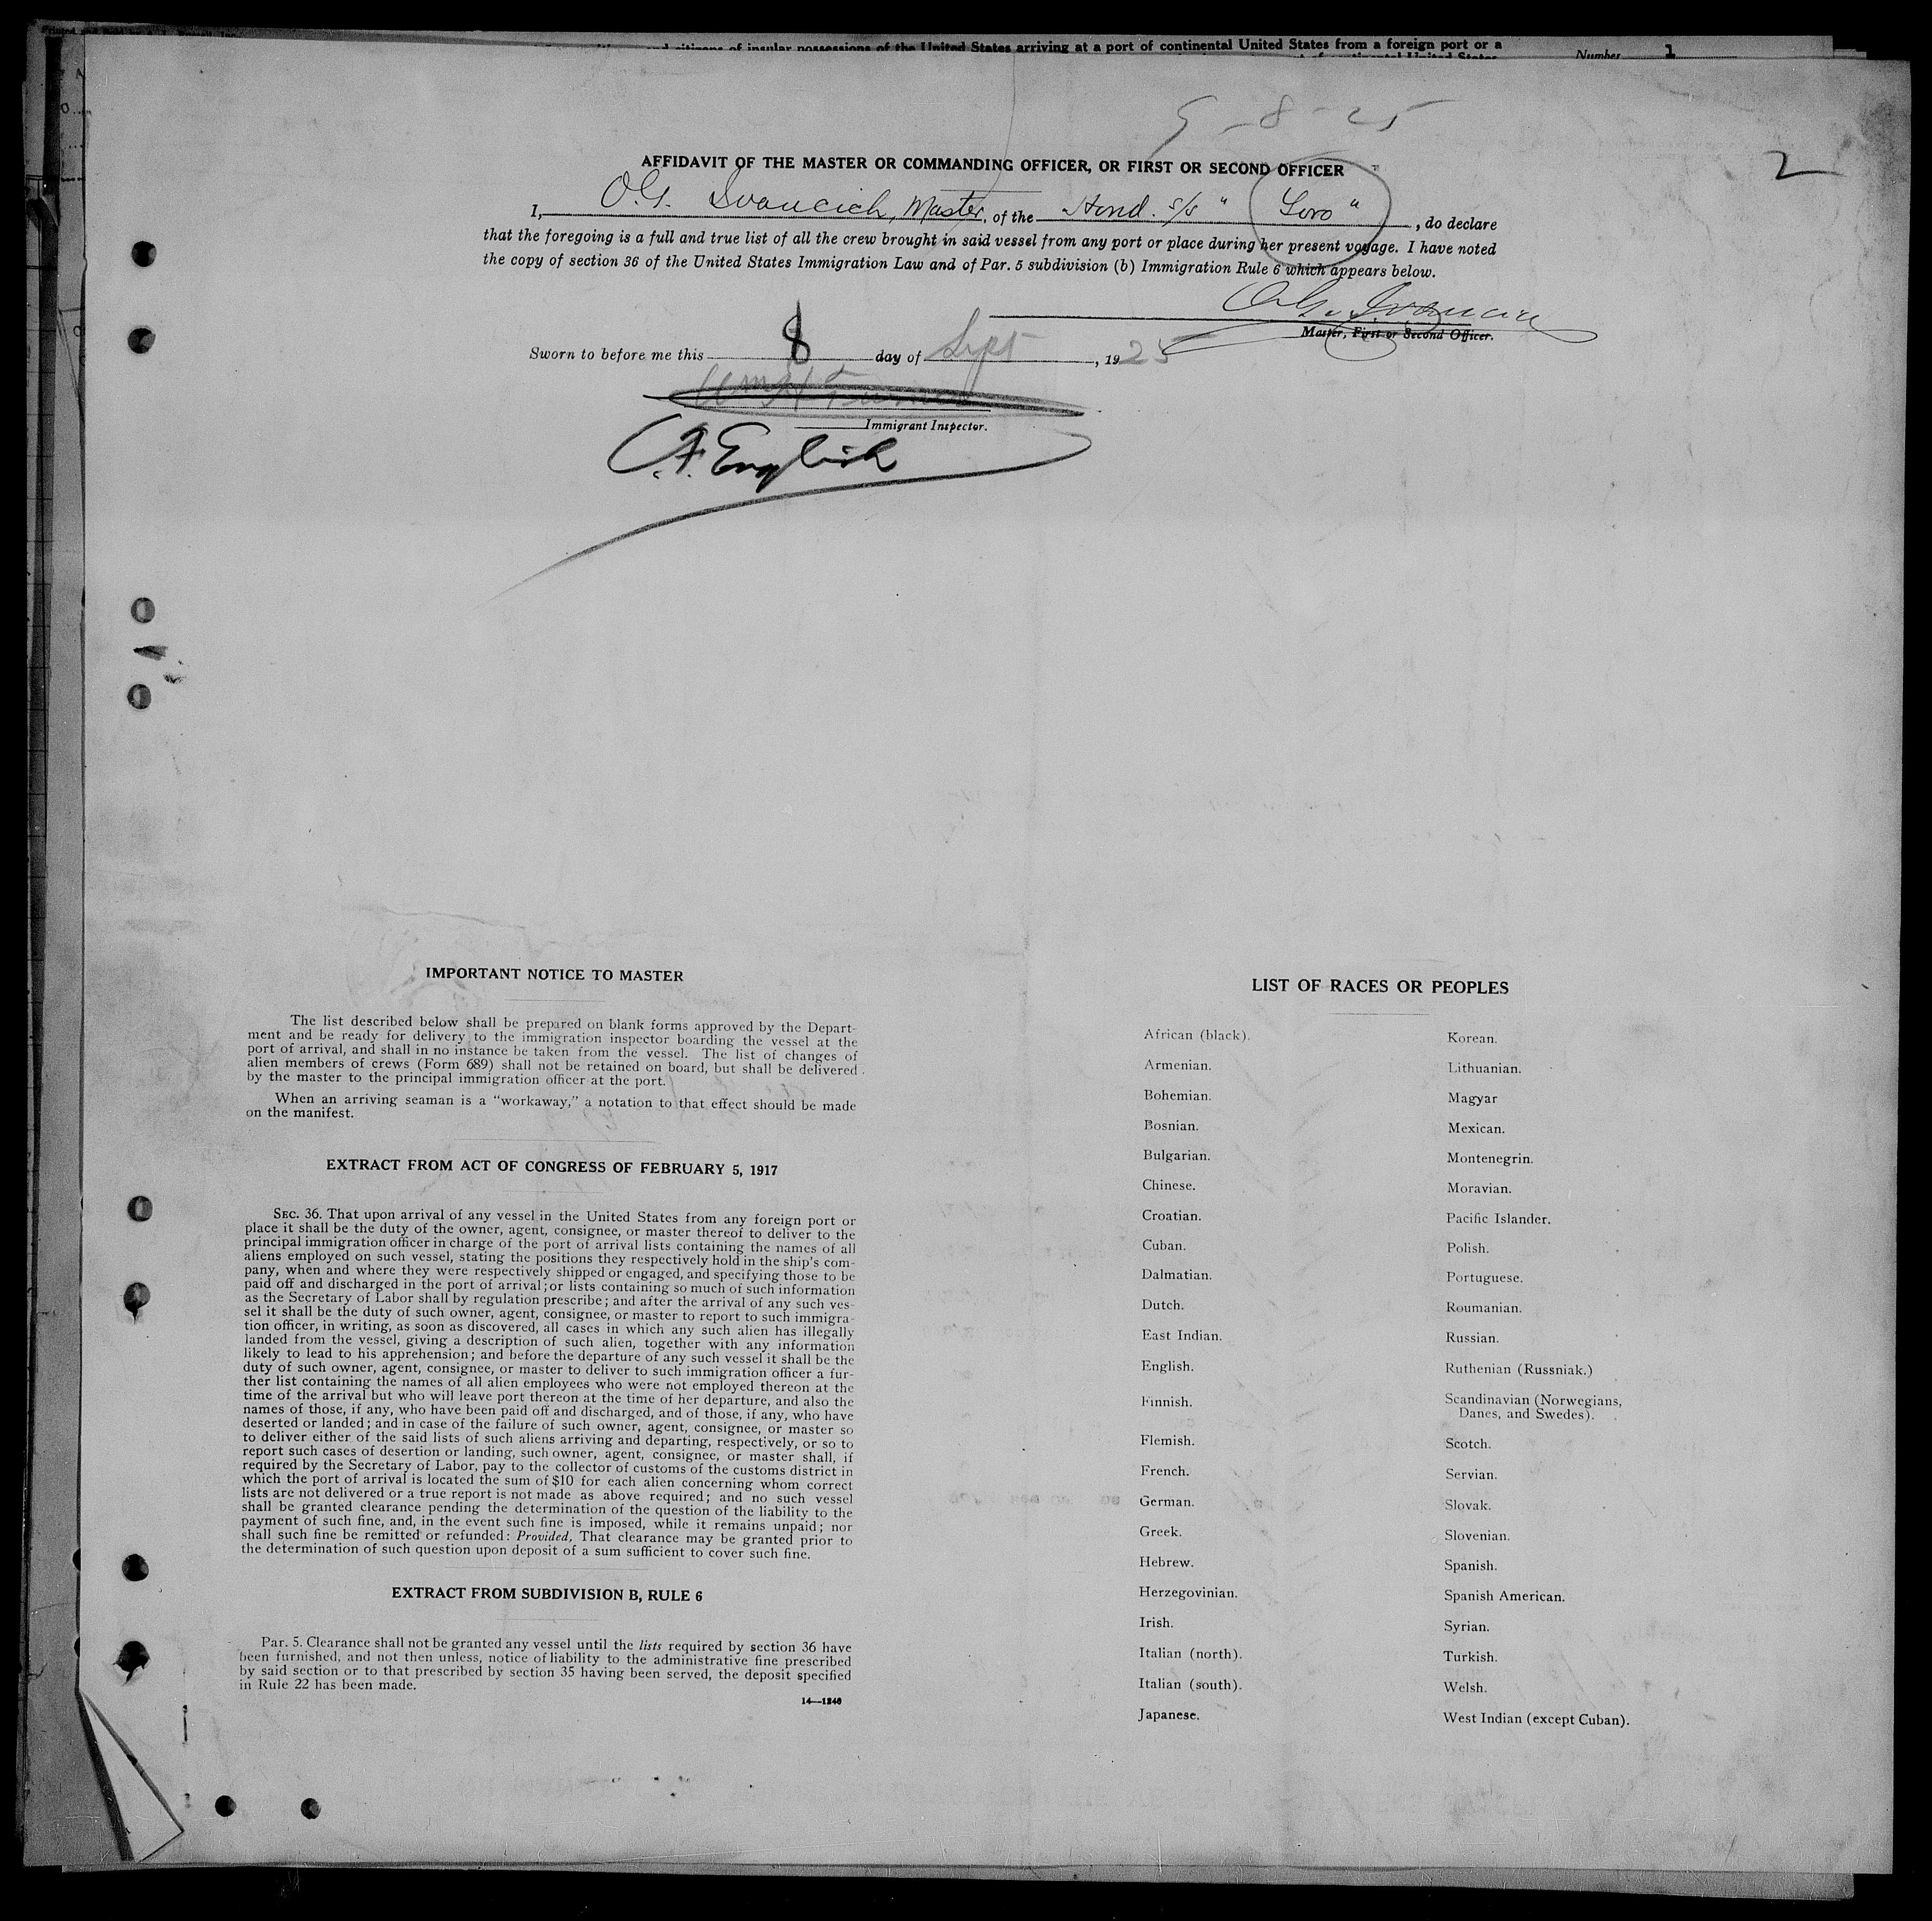 of insular possessions of the United States arriving at a port of continental United States from a foreign port or a
Number 1
9-8-25
2
AFFIDAVIT OF THE MASTER OR COMMANDING OFFICER, OR FIRST OR SECOND OFFICER
I, O.G. Ivancich, Master, of the Hond. s/s " , do declare
that the foregoing is a full and true list of all the crew brought in said vessel from any port or place during her present voyage. I have noted
the copy of section 36 of the United States Immigration Law and of Par. 5 subdivision (b) Immigration Rule 6 which appears below.
O.G. Ivancich
Master, First or Second Officer.
Sworn to before me this 8 day of Sept, 1925
Immigrant Inspector.
C.F. English
IMPORTANT NOTICE TO MASTER
The list described below shall be prepared on blank forms approved by the Depart-
ment and be ready for delivery to the immigration inspector boarding the vessel at the
port of arrival, and shall in no instance be taken from the vessel. The list of changes of
alien members of crews (Form 689) shall not be retained on board, but shall be delivered
by the master to the principal immigration officer at the port.
When an arriving seaman is a "workaway," a notation to that effect should be made
on the manifest.
EXTRACT FROM ACT OF CONGRESS OF FEBRUARY 5, 1917
SEC. 36. That upon arrival of any vessel in the United States from any foreign port or
place it shall be the duty of the owner, agent, consignee, or master thereof to deliver to the
principal immigration officer in charge of the port of arrival lists containing the names of all
aliens employed on such vessel, stating the positions they respectively hold in the ship's com-
pany, when and where they were respectively shipped or engaged, and specifying those to be
paid off and discharged in the port of arrival; or lists containing so much of such information
as the Secretary of Labor shall by regulation prescribe; and after the arrival of any such ves-
sel it shall be the duty of such owner, agent, consignee, or master to report to such immigra-
tion officer, in writing, as soon as discovered, all cases in which any such alien has illegally
landed from the vessel, giving a description of such alien, together with any information
likely to lead to his apprehension; and before the departure of any such vessel it shall be the
duty of such owner, agent, consignee, or master to deliver to such immigration officer a fur-
ther list containing the names of all alien employees who were not employed thereon at the
time of the arrival but who will leave port thereon at the time of her departure, and also the
names of those, if any, who have been paid off and discharged, and of those, if any, who have
deserted or landed; and in case of the failure of such owner, agent, consignee, or master so
to deliver either of the said lists of such aliens arriving and departing, respectively, or so to
report such cases of desertion or landing, such owner, agent, consignee, or master shall, if
required by the Secretary of Labor, pay to the collector of customs of the customs district in
which the port of arrival is located the sum of $10 for each alien concerning whom correct
lists are not delivered or a true report is not made as above required; and no such vessel
shall be granted clearance pending the determination of the question of the liability to the
payment of such fine, and, in the event such fine is imposed, while it remains unpaid; nor
shall such fine be remitted or refunded: Provided, That clearance may be granted prior to
the determination of such question upon deposit of a sum sufficient to cover such fine.
EXTRACT FROM SUBDIVISION B, RULE 6
Par. 5. Clearance shall not be granted any vessel until the lists required by section 36 have
been furnished, and not then unless, notice of liability to the administrative fine prescribed
by said section or to that prescribed by section 35 having been served, the deposit specified
in Rule 22 has been made.
14—1240
LIST OF RACES OR PEOPLES
African (black).
Armenian.
Bohemian.
Bosnian.
Bulgarian.
Chinese.
Croatian.
Cuban.
Dalmatian.
Dutch.
East Indian.
English.
Finnish.
Flemish.
French.
German.
Greek.
Hebrew.
Herzegovinian.
Irish.
Italian (north).
Italian (south).
Japanese.
Korean.
Lithuanian.
Magyar
Mexican.
Montenegrin.
Moravian.
Pacific Islander.
Polish.
Portuguese.
Roumanian.
Russian.
Ruthenian (Russniak.)
Scandinavian (Norwegians,
Danes, and Swedes).
Scotch.
Servian.
Slovak.
Slovenian.
Spanish.
Spanish American.
Syrian.
Turkish.
Welsh.
West Indian (except Cuban).